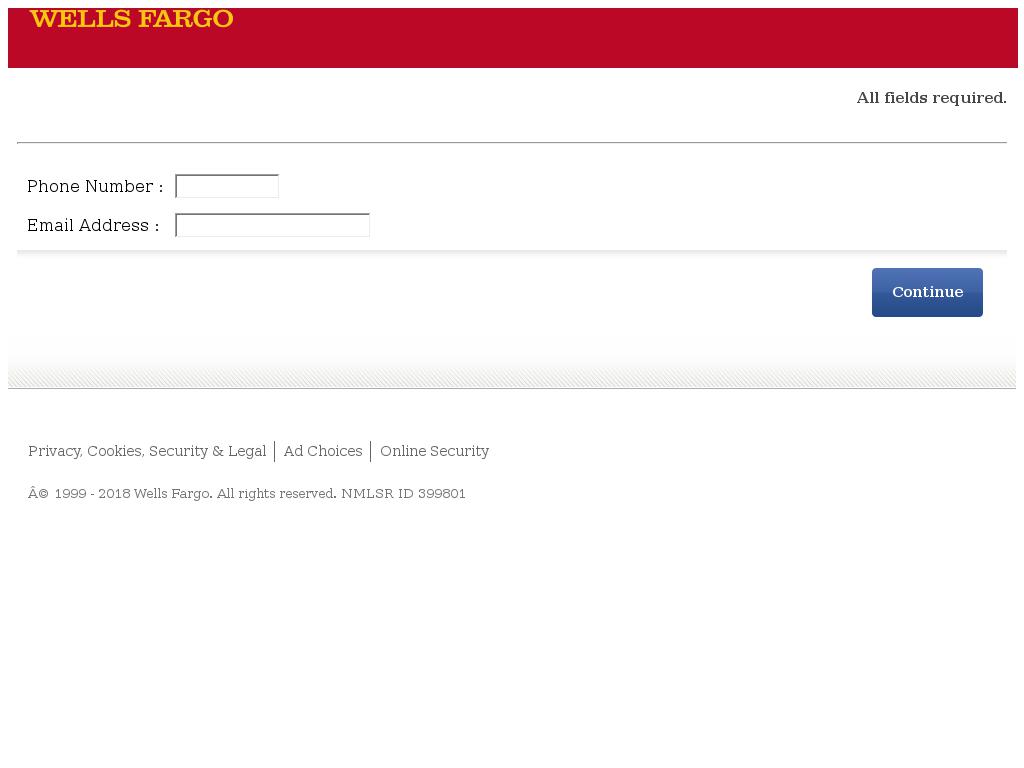 WELLS FARGO
All fields required.
Phone Number :
Email Address :
Continue
Privacy, Cookies, Security & Legal
Ad Choices
Online Security
Â© 1999 - 2018 Wells Fargo. All rights reserved. NMLSR ID 399801